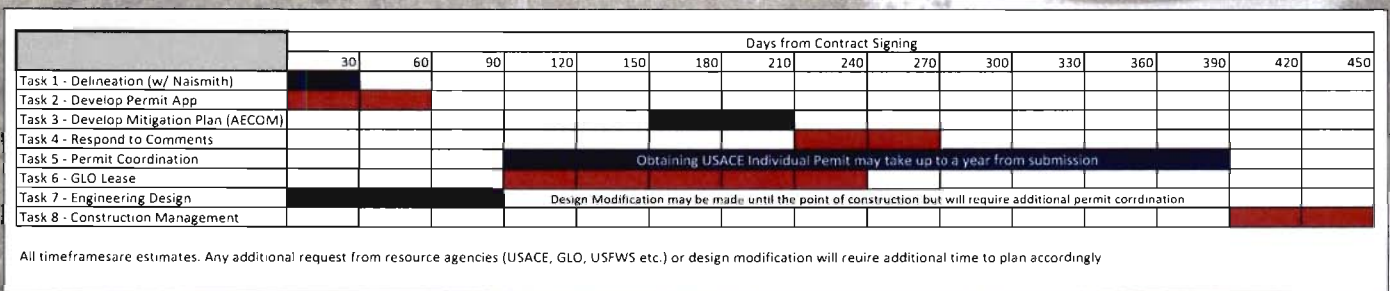 Days from Contract Signing
30 60 90 120 150 180 210 240 270 300 330 360 390 420 450
Task 1 - Delineation (w/ Naismith)
Task 2 - Develop Permit App
Task 3 - Develop Mitigation Plan (AECOM)
Task 4 - Respond to Comments
Task 5 - Permit Coordination Obtaining USACE Individual Pemit may take up to a year from submission
Task 6 - GLO Lease
Task 7 - Engineering Design Design Modification may be made until the point of construction but will require additional permit corrdination
Task 8 - Construction Management
All timeframesare estimates. Any additional request from resource agencies (USACE, GLO, USFWS etc.) or design modification will reuire additional time to plan accordingly